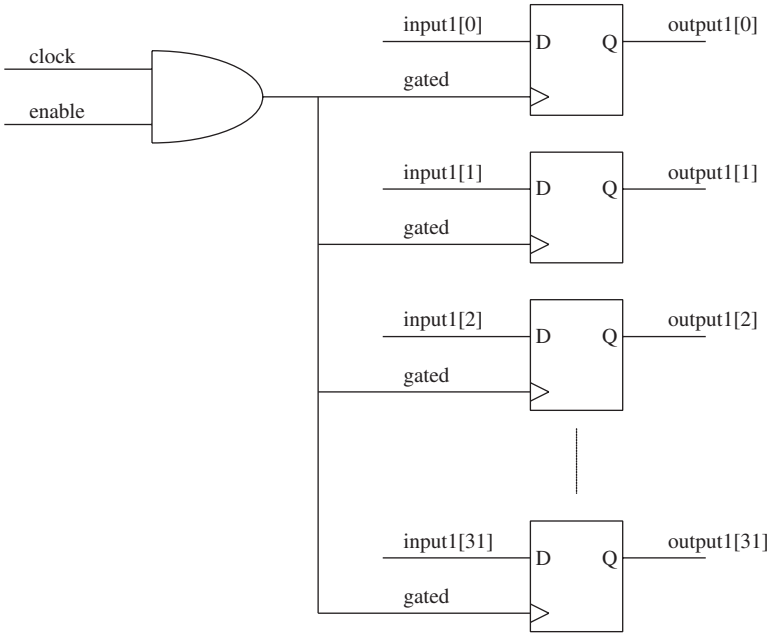 clock
enable
input1[0]
D
Q
output1[0]
gated
input1[1]
D
Q
output1[1]
gated
input1[2]
D
Q
output1[2]
gated
input1[31]
D
Q
output1[31]
gated